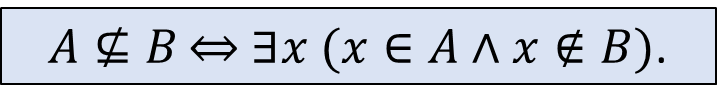 𝐴 ⊈ 𝐵 ⇔ ∃𝑥 (𝑥 ∈ 𝐴 ∧ 𝑥 ∉ 𝐵).